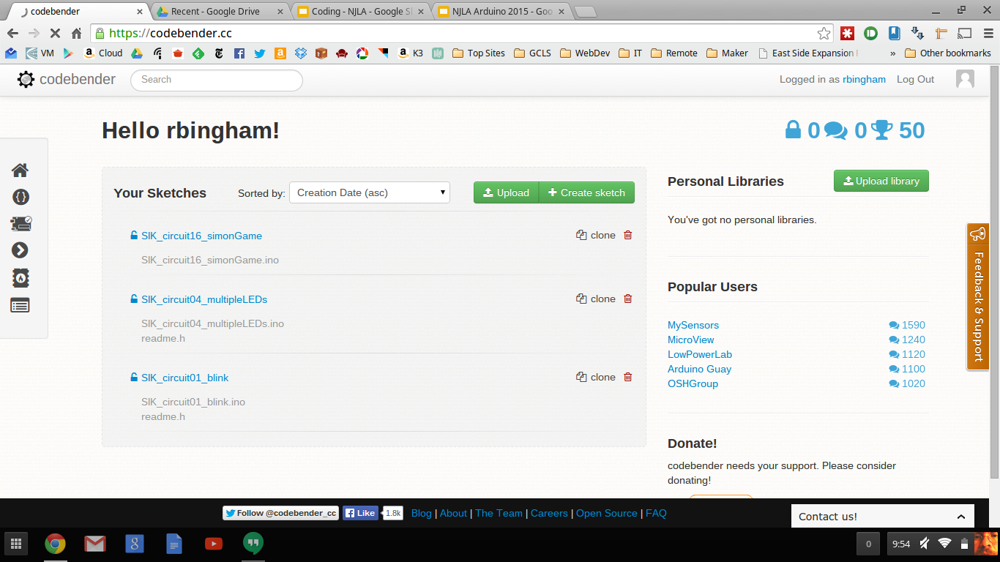 codebender
Recent - Google Drive
Coding - NJLA - Google Sl
NJLA Arduino 2015 - Goo
https://codebender.cc
VM
Cloud
K3
Top Sites
GCLS
WebDev
IT
Remote
Maker
East Side Expansion
»
Other bookmarks
codebender
Search
Logged in as rbingham
Log Out
Hello rbingham!
0 0 50
Your Sketches
Sorted by:
Creation Date (asc)
Upload
Create sketch
SIK_circuit16_simonGame
clone
SIK_circuit16_simonGame.ino
SIK_circuit04_multipleLEDs
clone
SIK_circuit04_multipleLEDs.ino
readme.h
SIK_circuit01_blink
clone
SIK_circuit01_blink.ino
readme.h
Personal Libraries
Upload library
You've got no personal libraries.
Popular Users
MySensors 1590
MicroView 1240
LowPowerLab 1120
Arduino Guay 1100
OSHGroup 1020
Donate!
codebender needs your support. Please consider
donating!
Feedback & Support
Follow @codebender_cc
Like
1.8k
Blog | About | The Team | Careers | Open Source | FAQ
Contact us!
0
9:54